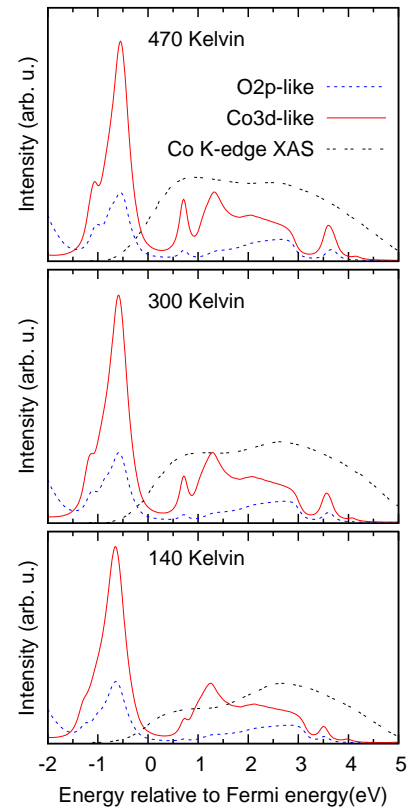 470 Kelvin
O2p-like
Co3d-like
Co K-edge XAS
Intensity (arb. u.)
300 Kelvin
Intensity (arb. u.)
140 Kelvin
Intensity (arb. u.)
-2 -1 0 1 2 3 4 5
Energy relative to Fermi energy(eV)